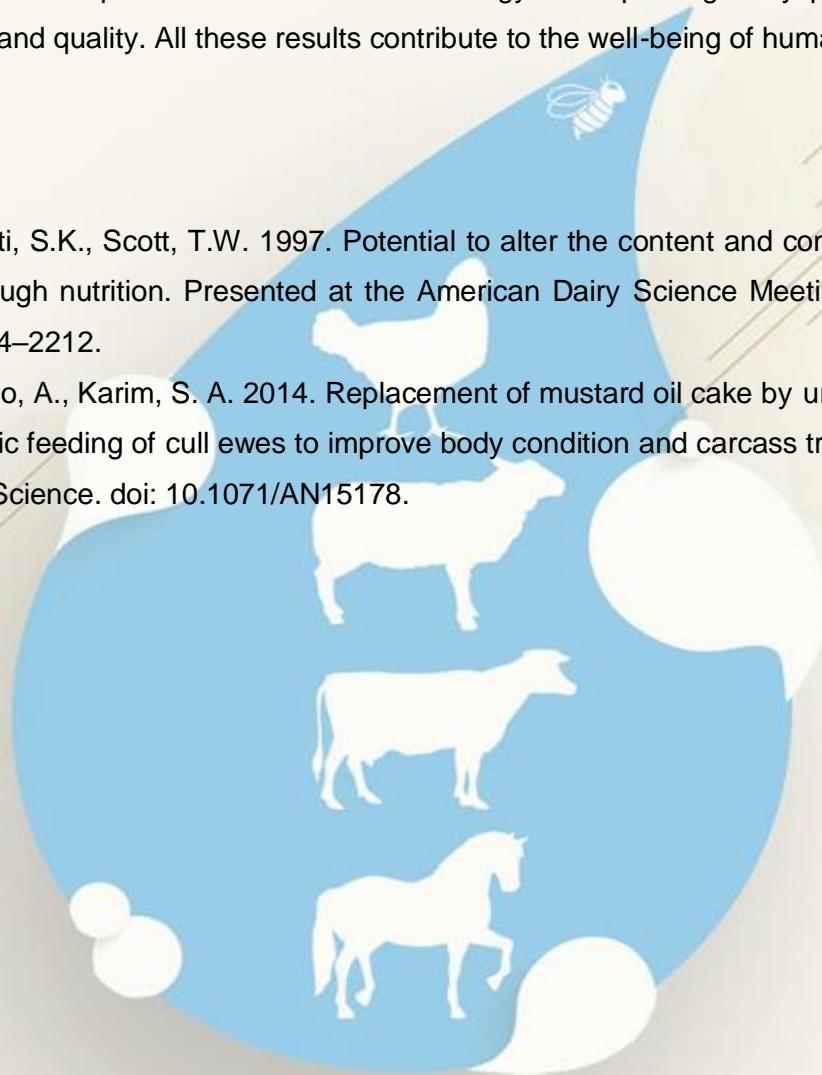 and quality. All these results contribute to the well-being of huma
ti, S.K., Scott, T.W. 1997. Potential to alter the content and con
ugh nutrition. Presented at the American Dairy Science Meeti
4–2212.
o, A., Karim, S. A. 2014. Replacement of mustard oil cake by u
ic feeding of cull ewes to improve body condition and carcass tr
Science. doi: 10.1071/AN15178.